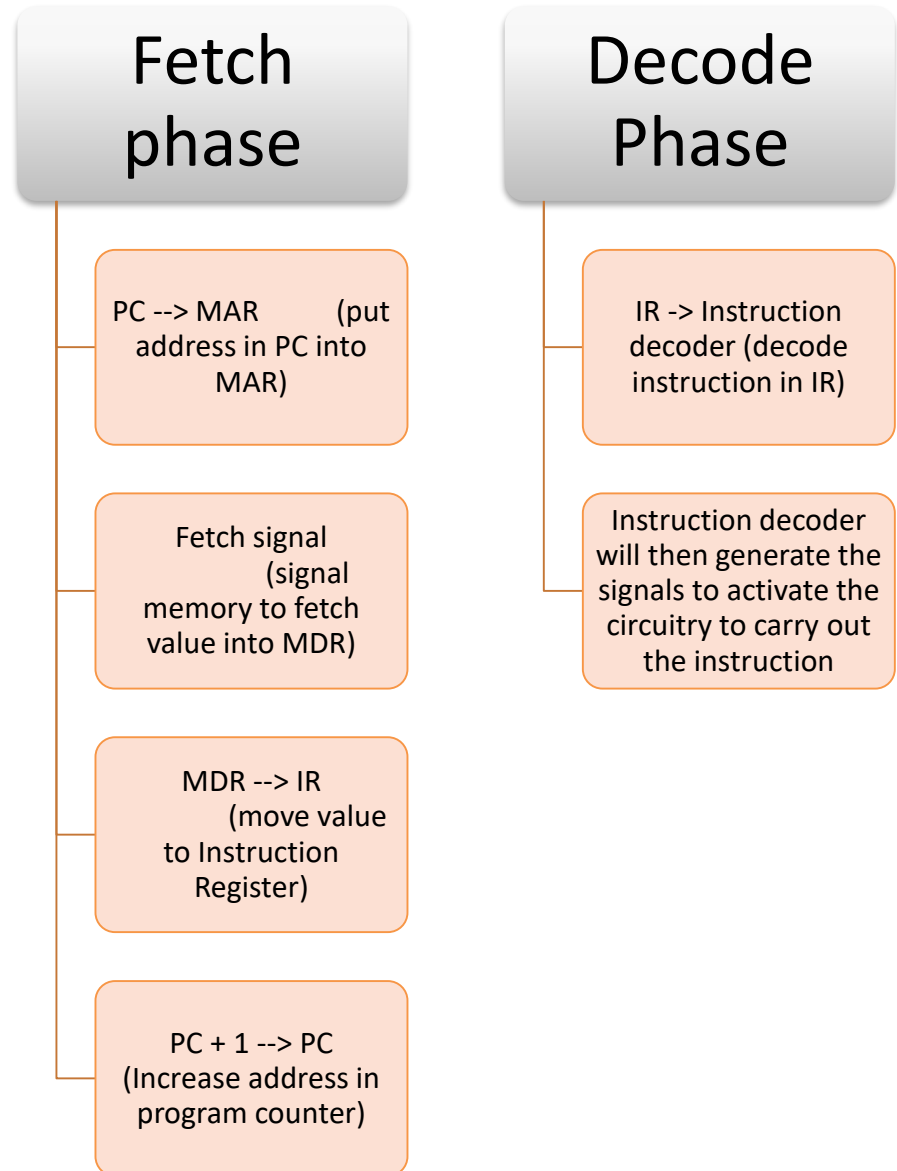 Fetch
phase
PC --> MAR (put
address in PC into
MAR)
Fetch signal
(signal
memory to fetch
value into MDR)
MDR --> IR
(move value
to Instruction
Register)
PC + 1 --> PC
(Increase address in
program counter)
Decode
Phase
IR -> Instruction
decoder (decode
instruction in IR)
Instruction decoder
will then generate the
signals to activate the
circuitry to carry out
the instruction